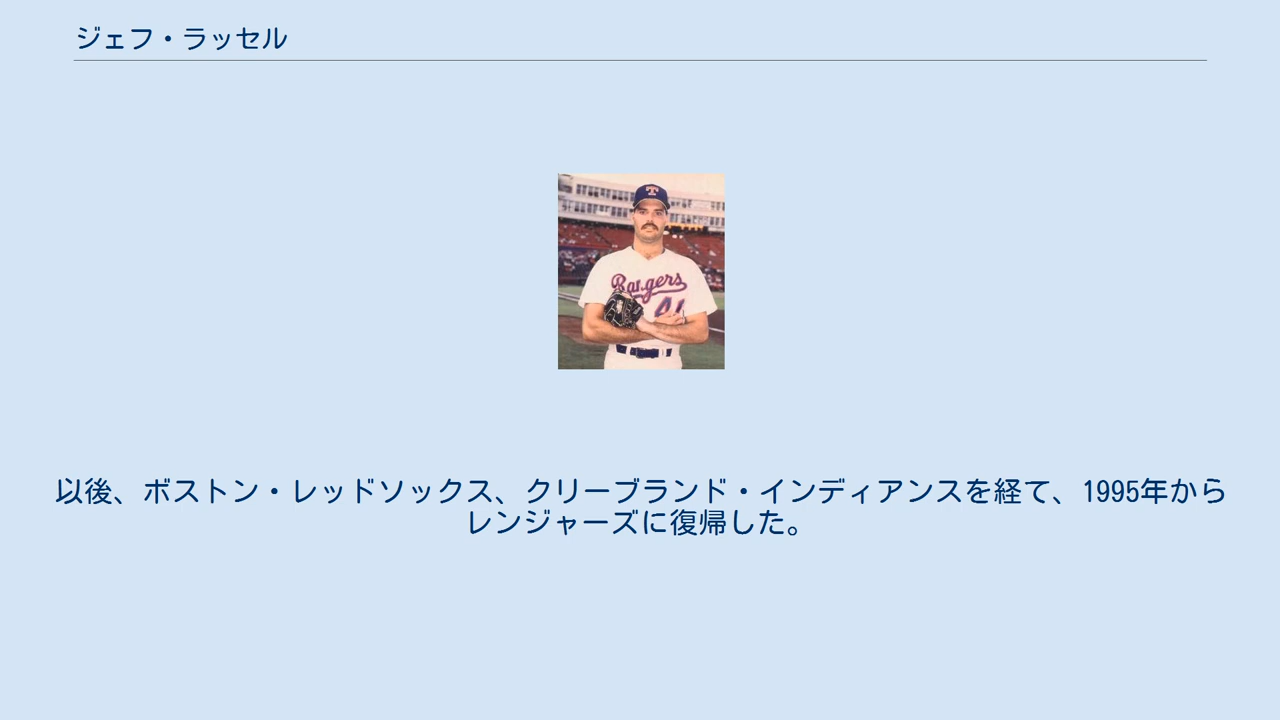 ジェフ・ラッセル
T
Rangers
41
以後、ボストン・レッドソックス、クリーブランド・インディアンスを経て、1995年から
レンジャーズに復帰した。